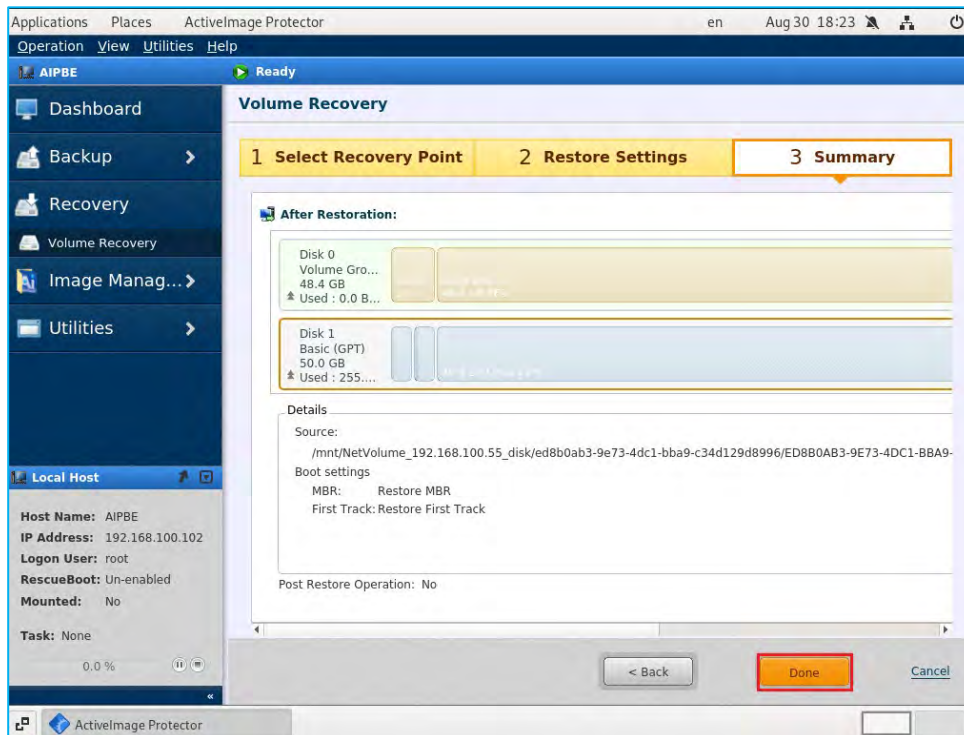 Applications Places ActiveImage Protector en Aug 30 18:23
Operation View Utilities Help
AIPBE
Ready
Dashboard
Backup
Recovery
Volume Recovery
Image Manag...
Utilities
Volume Recovery
1 Select Recovery Point 2 Restore Settings 3 Summary
After Restoration:
Disk 0
Volume Gro...
48.4 GB
Used : 0.0 B...
Disk 1
Basic (GPT)
50.0 GB
Used : 255....
Details
Source:
/mnt/NetVolume_192.168.100.55_disk/ed8b0ab3-9e73-4dc1-bba9-c34d129d8996/ED8B0AB3-9E73-4DC1-BBA9-
Boot settings
MBR: Restore MBR
First Track: Restore First Track
Post Restore Operation: No
Local Host
Host Name: AIPBE
IP Address: 192.168.100.102
Logon User: root
RescueBoot: Un-enabled
Mounted: No
Task: None
0.0 %
«
< Back Done Cancel
ActiveImage Protector